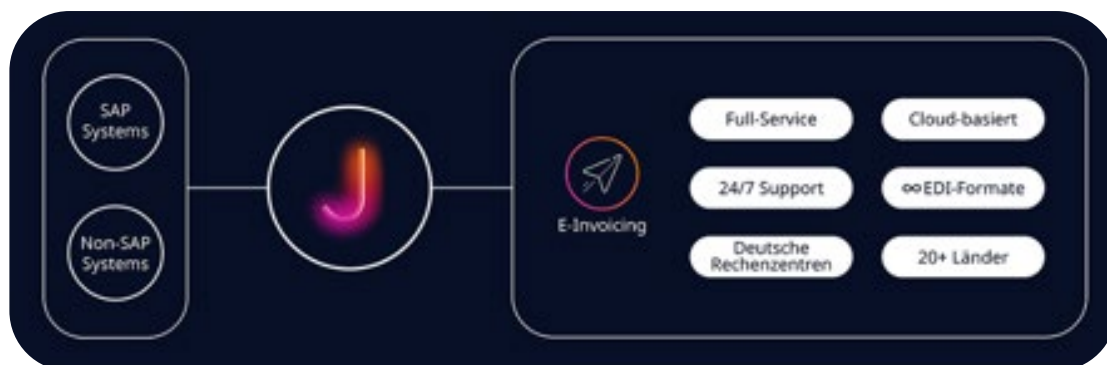 SAP
Systems
Non-SAP
Systems
J
E-Invoicing
Full-Service
Cloud-basiert
24/7 Support
∞EDI-Formate
Deutsche
Rechenzentren
20+ Länder